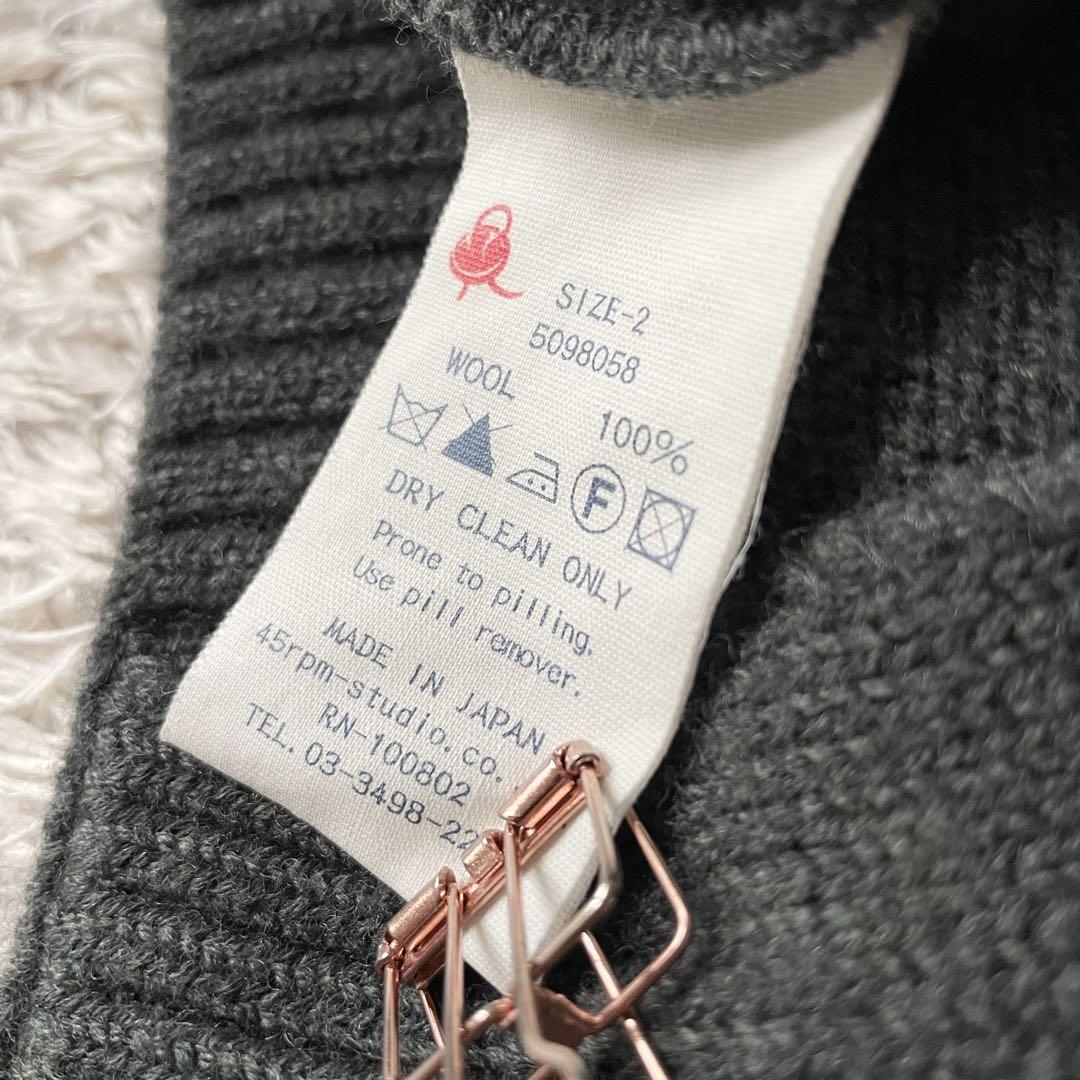 SIZE-2
5098058
WOOL 100%
F
DRY CLEAN ONLY
Prone to pilling.
Use pill remover.
MADE IN JAPAN
45rpm-studio.co.
RN-100802
TEL. 03-3498-22